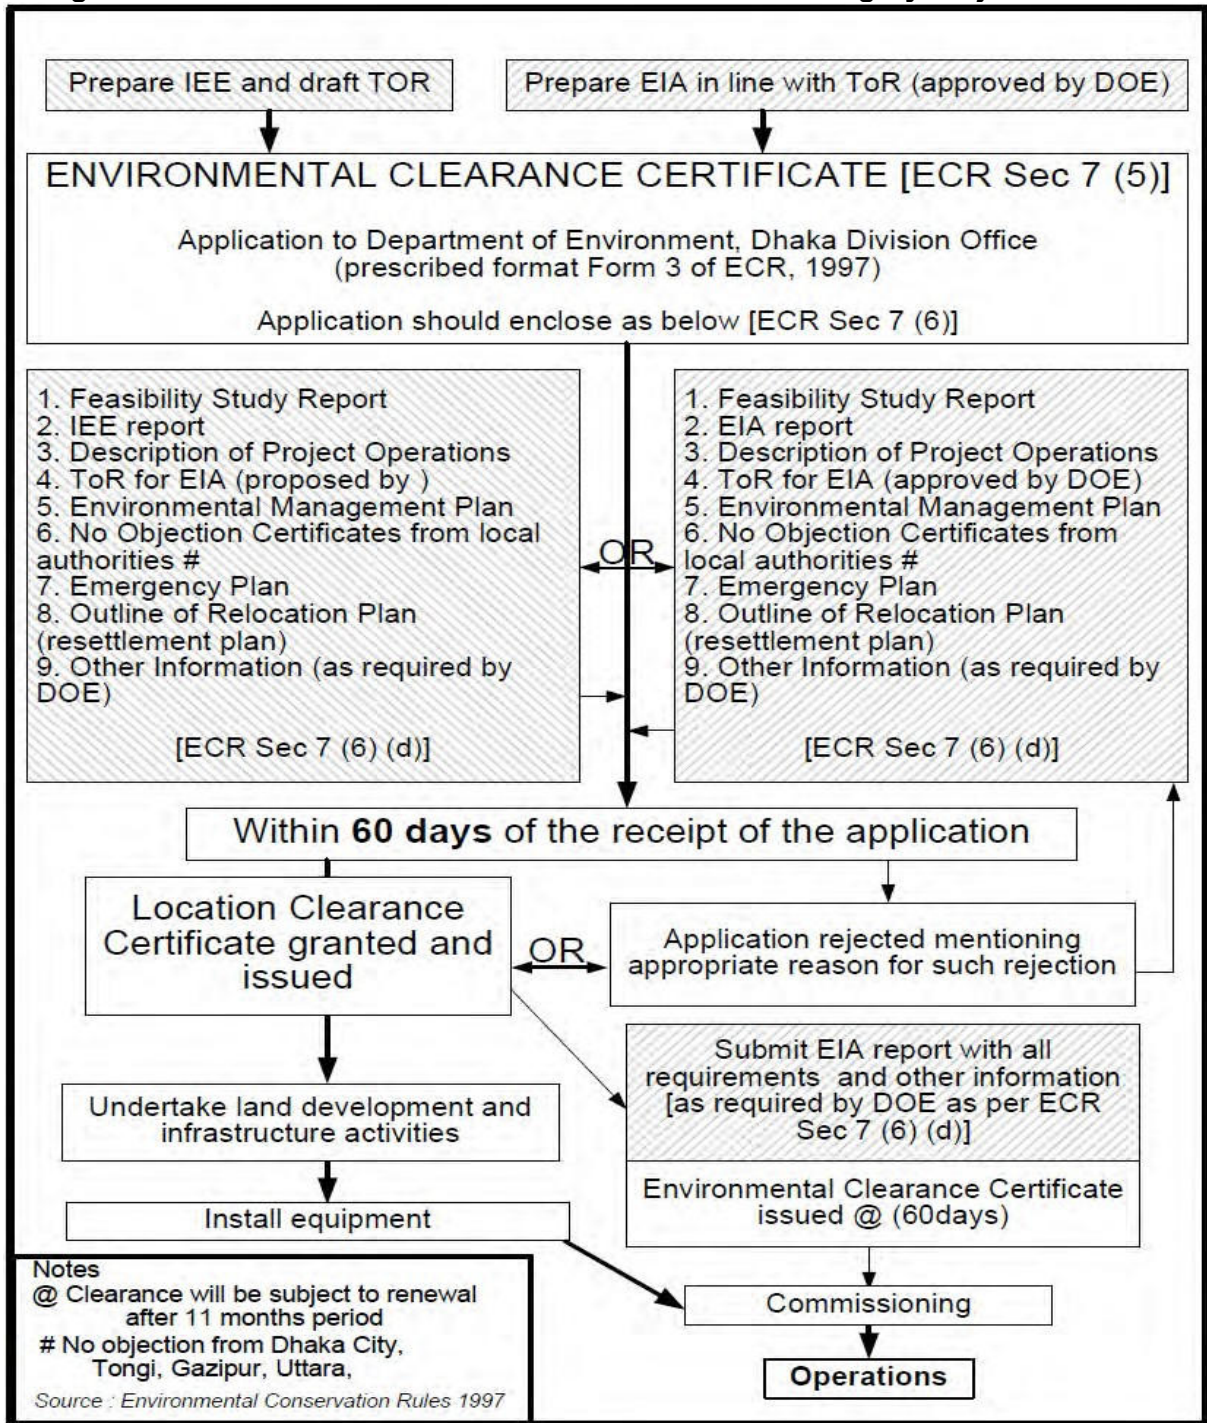 Prepare IEE and draft TOR
Prepare EIA in line with ToR (approved by DOE)
ENVIRONMENTAL CLEARANCE CERTIFICATE [ECR Sec 7 (5)]
Application to Department of Environment, Dhaka Division Office
(prescribed format Form 3 of ECR, 1997)
Application should enclose as below [ECR Sec 7 (6)]
1. Feasibility Study Report
2. IEE report
3. Description of Project Operations
4. ToR for EIA (proposed by )
5. Environmental Management Plan
6. No Objection Certificates from local
authorities #
7. Emergency Plan
8. Outline of Relocation Plan
(resettlement plan)
9. Other Information (as required by
DOE)
[ECR Sec 7 (6) (d)]
OR
1. Feasibility Study Report
2. EIA report
3. Description of Project Operations
4. ToR for EIA (approved by DOE)
5. Environmental Management Plan
6. No Objection Certificates from
local authorities #
7. Emergency Plan
8. Outline of Relocation Plan
(resettlement plan)
9. Other Information (as required by
DOE)
[ECR Sec 7 (6) (d)]
Within 60 days of the receipt of the application
Location Clearance
Certificate granted and
issued
OR
Application rejected mentioning
appropriate reason for such rejection
Submit EIA report with all
requirements and other information
[as required by DOE as per ECR
Sec 7 (6) (d)]
Undertake land development and
infrastructure activities
Environmental Clearance Certificate
issued @ (60days)
Install equipment
Commissioning
Operations
Notes
@ Clearance will be subject to renewal
after 11 months period
# No objection from Dhaka City,
Tongi, Gazipur, Uttara,
Source : Environmental Conservation Rules 1997